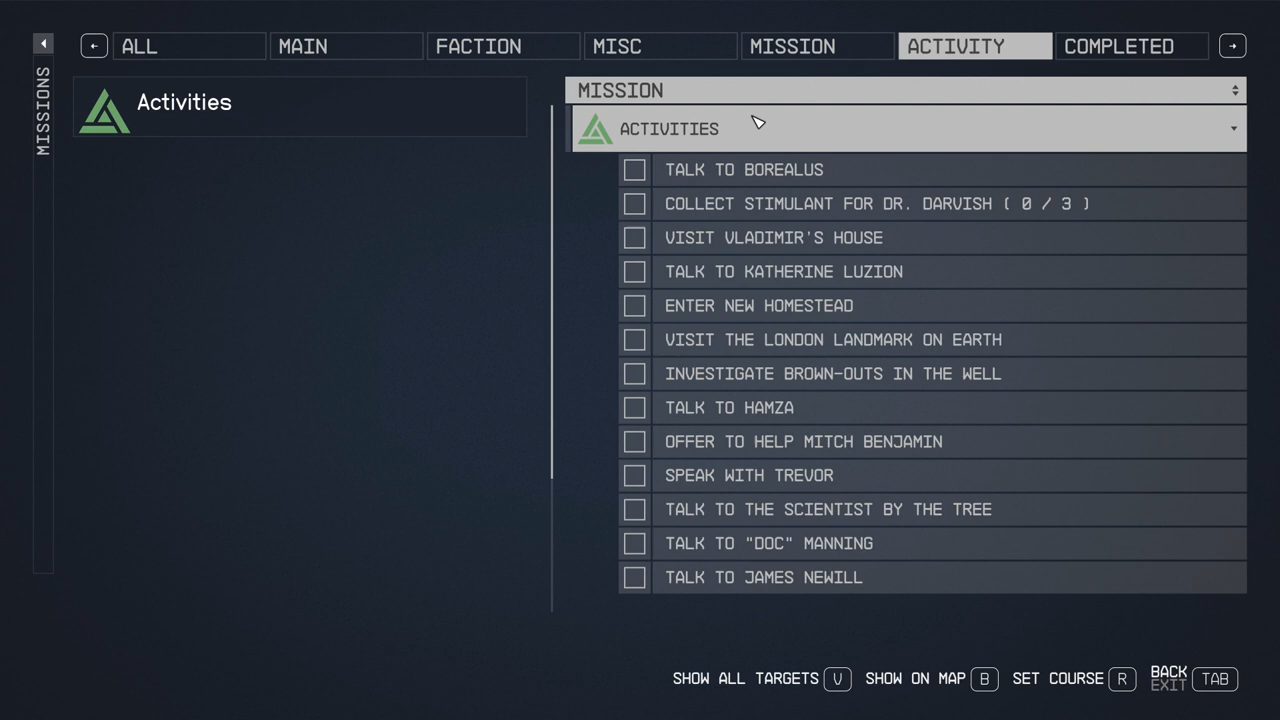 MISSIONS
ALL
MAIN
FACTION
MISC
MISSION
ACTIVITY
COMPLETED
Activities
MISSION
ACTIVITIES
TALK TO BOREALUS
COLLECT STIMULANT FOR DR. DARVISH ( 0 / 3 )
VISIT VLADIMIR'S HOUSE
TALK TO KATHERINE LUZION
ENTER NEW HOMESTEAD
VISIT THE LONDON LANDMARK ON EARTH
INVESTIGATE BROWN-OUTS IN THE WELL
TALK TO HAMZA
OFFER TO HELP MITCH BENJAMIN
SPEAK WITH TREVOR
TALK TO THE SCIENTIST BY THE TREE
TALK TO "DOC" MANNING
TALK TO JAMES NEWILL
SHOW ALL TARGETS V SHOW ON MAP B SET COURSE R BACK TAB
EXIT